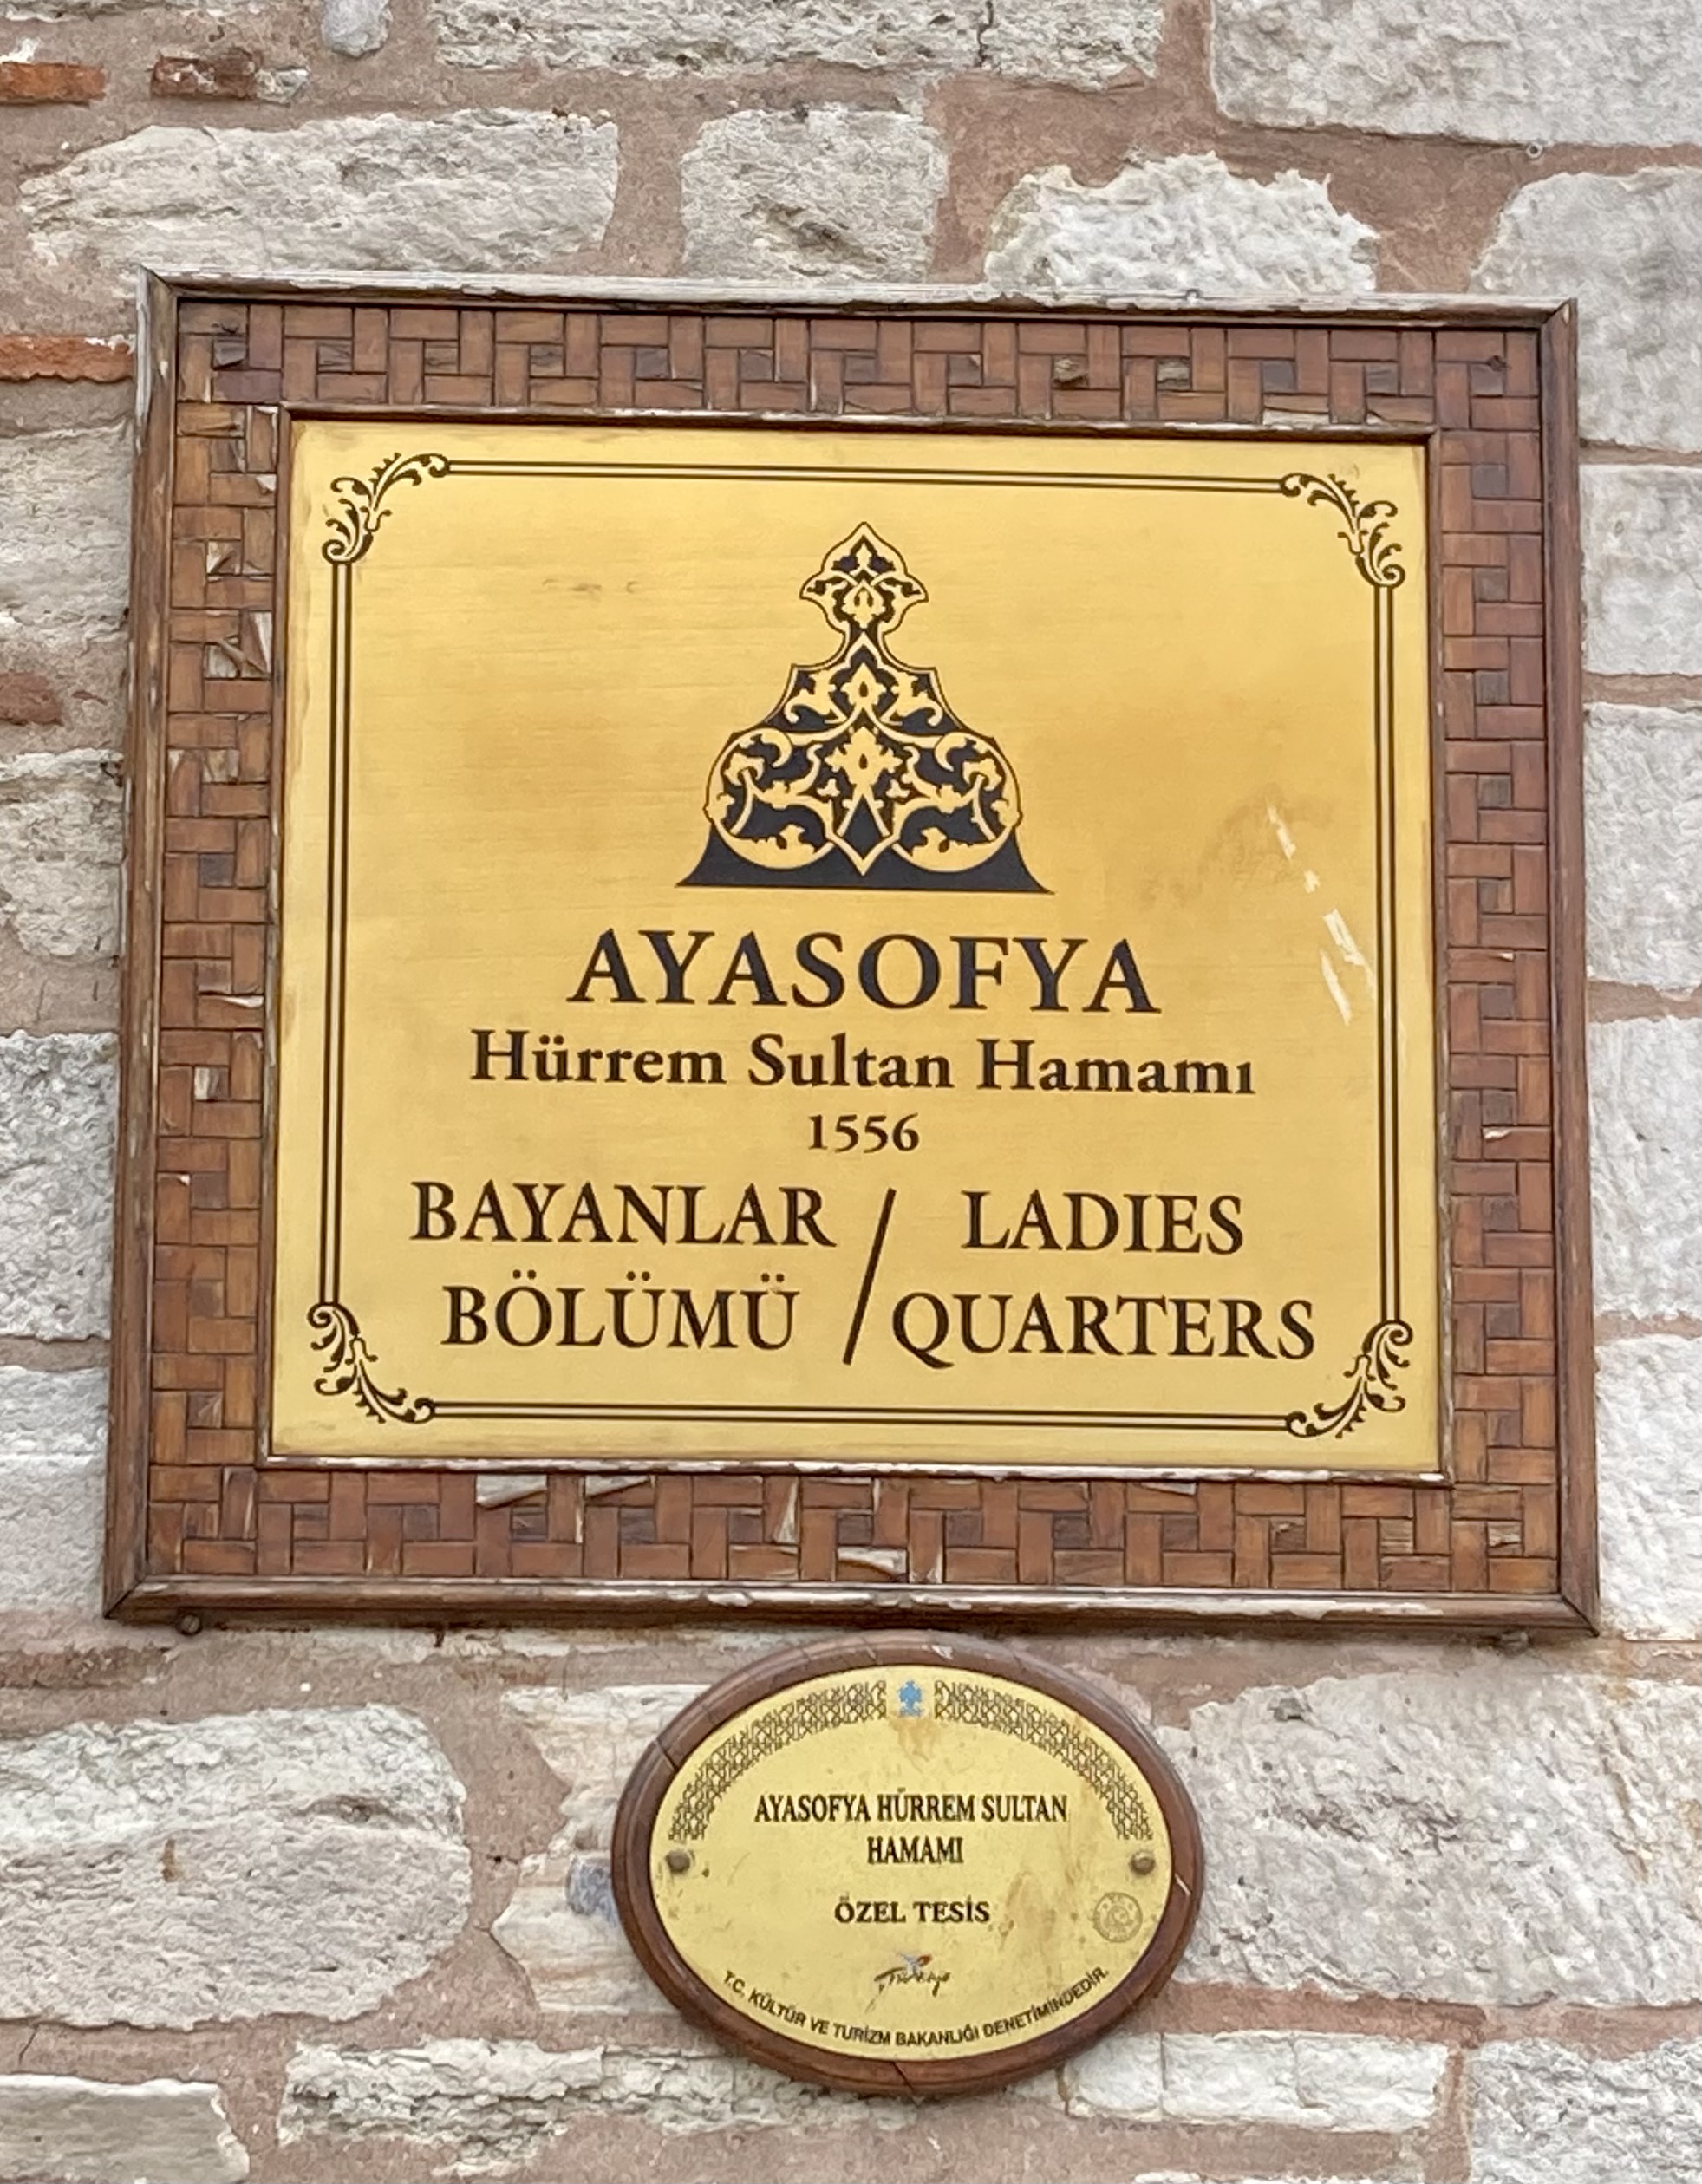 AYASOFYA
Hürrem Sultan Hamamı
1556
BAYANLAR / LADIES
BÖLÜMÜ / QUARTERS
AYASOFYA HÜRREM SULTAN
HAMAMI
ÖZEL TESİS
Türkiye
T.C. KÜLTÜR VE TURİZM BAKANLIĞI DENETİMİNDEDİR.